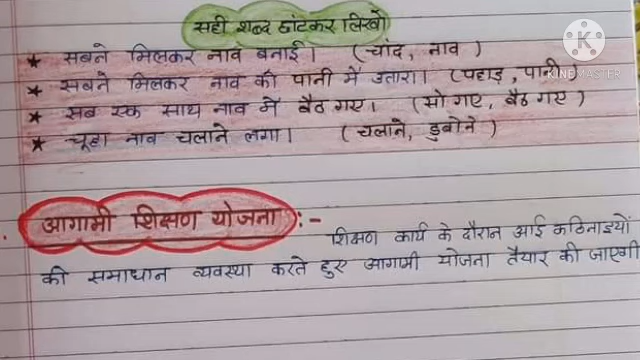 सही शब्द छांटकर लिखो
★ सबने मिलकर नाव बनाई। (चांद, नाव)
★ सबने मिलकर नाव को पानी में उतारा। (पहाड़, पानी
★ सब एक साथ नाव में बैठ गए। (सो गए, बैठ गए)
★ चूहा नाव चलाने लगा। (चलाने, डुबोने)
आगामी शिक्षण योजना :-
शिक्षण कार्य के दौरान आई कठिनाइयों
की समाधान व्यवस्था करते हुए आगामी योजना तैयार की जाएगी
KINEMASTER